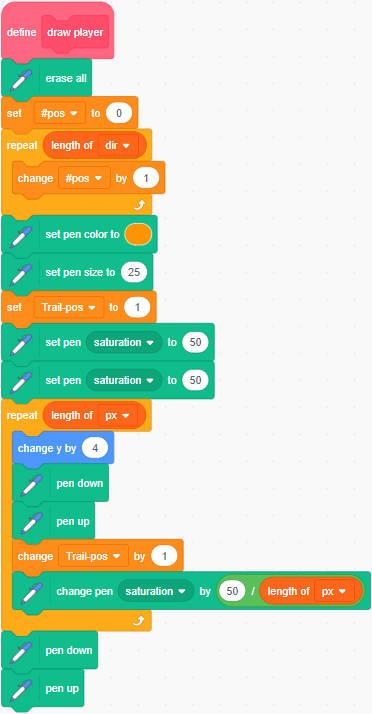 define draw player
erase all
set #pos to 0
repeat length of dir
change #pos by 1
set pen color to
set pen size to 25
set Trail-pos to 1
set pen saturation to 50
set pen saturation to 50
repeat length of px
change y by 4
pen down
pen up
change Trail-pos by 1
change pen saturation by 50 / length of px
pen down
pen up